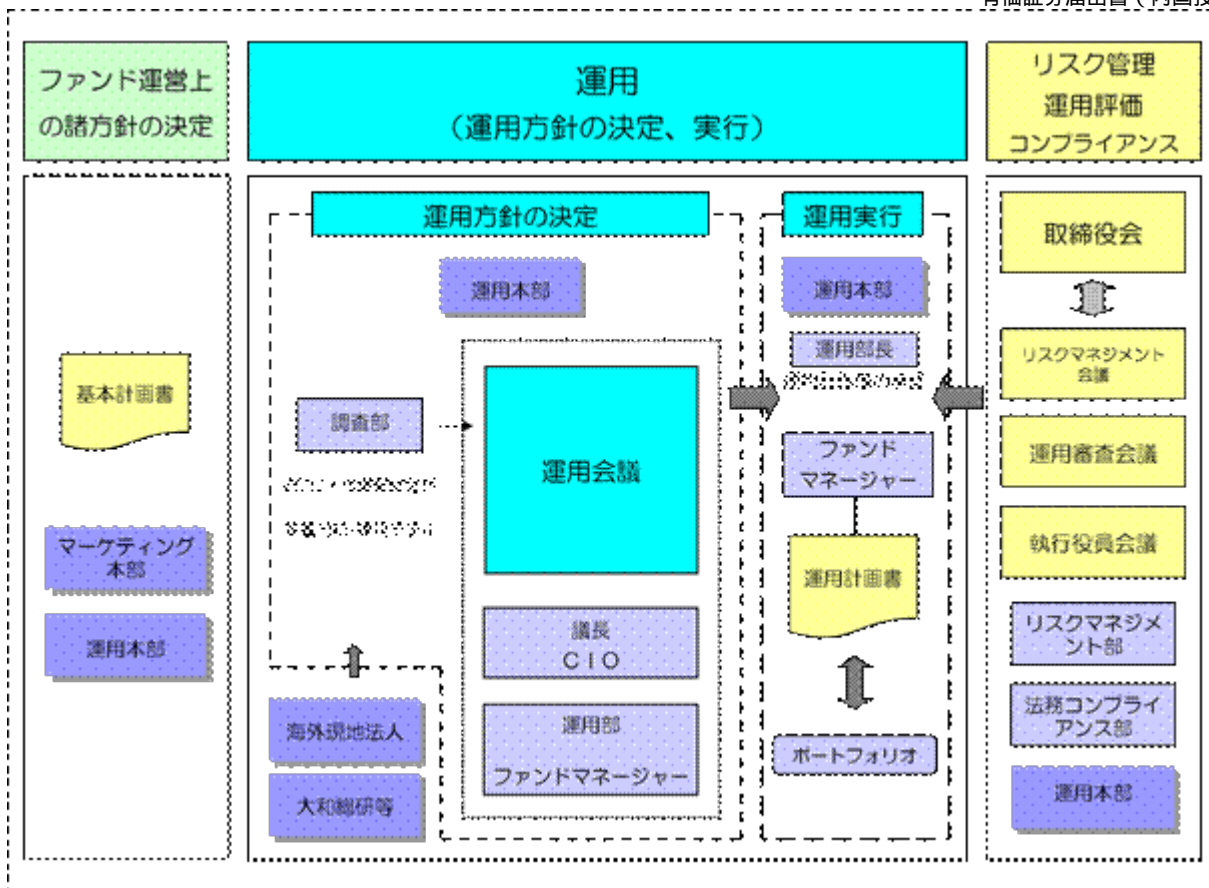 ファンド運営上
の諸方針の決定
運用
（運用方針の決定、実行）
リスク管理
運用評価
コンプライアンス
基本計画書
マーケティング
本部
運用本部
運用方針の決定
運用本部
調査部
運用会議
議長
ＣＩＯ
運用部
ファンドマネージャー
海外現地法人
大和総研等
運用実行
運用本部
運用部長
ファンド
マネージャー
運用計画書
ポートフォリオ
取締役会
リスクマネジメント
会議
運用審査会議
執行役員会議
リスクマネジメ
ント部
法務コンプライ
アンス部
運用本部